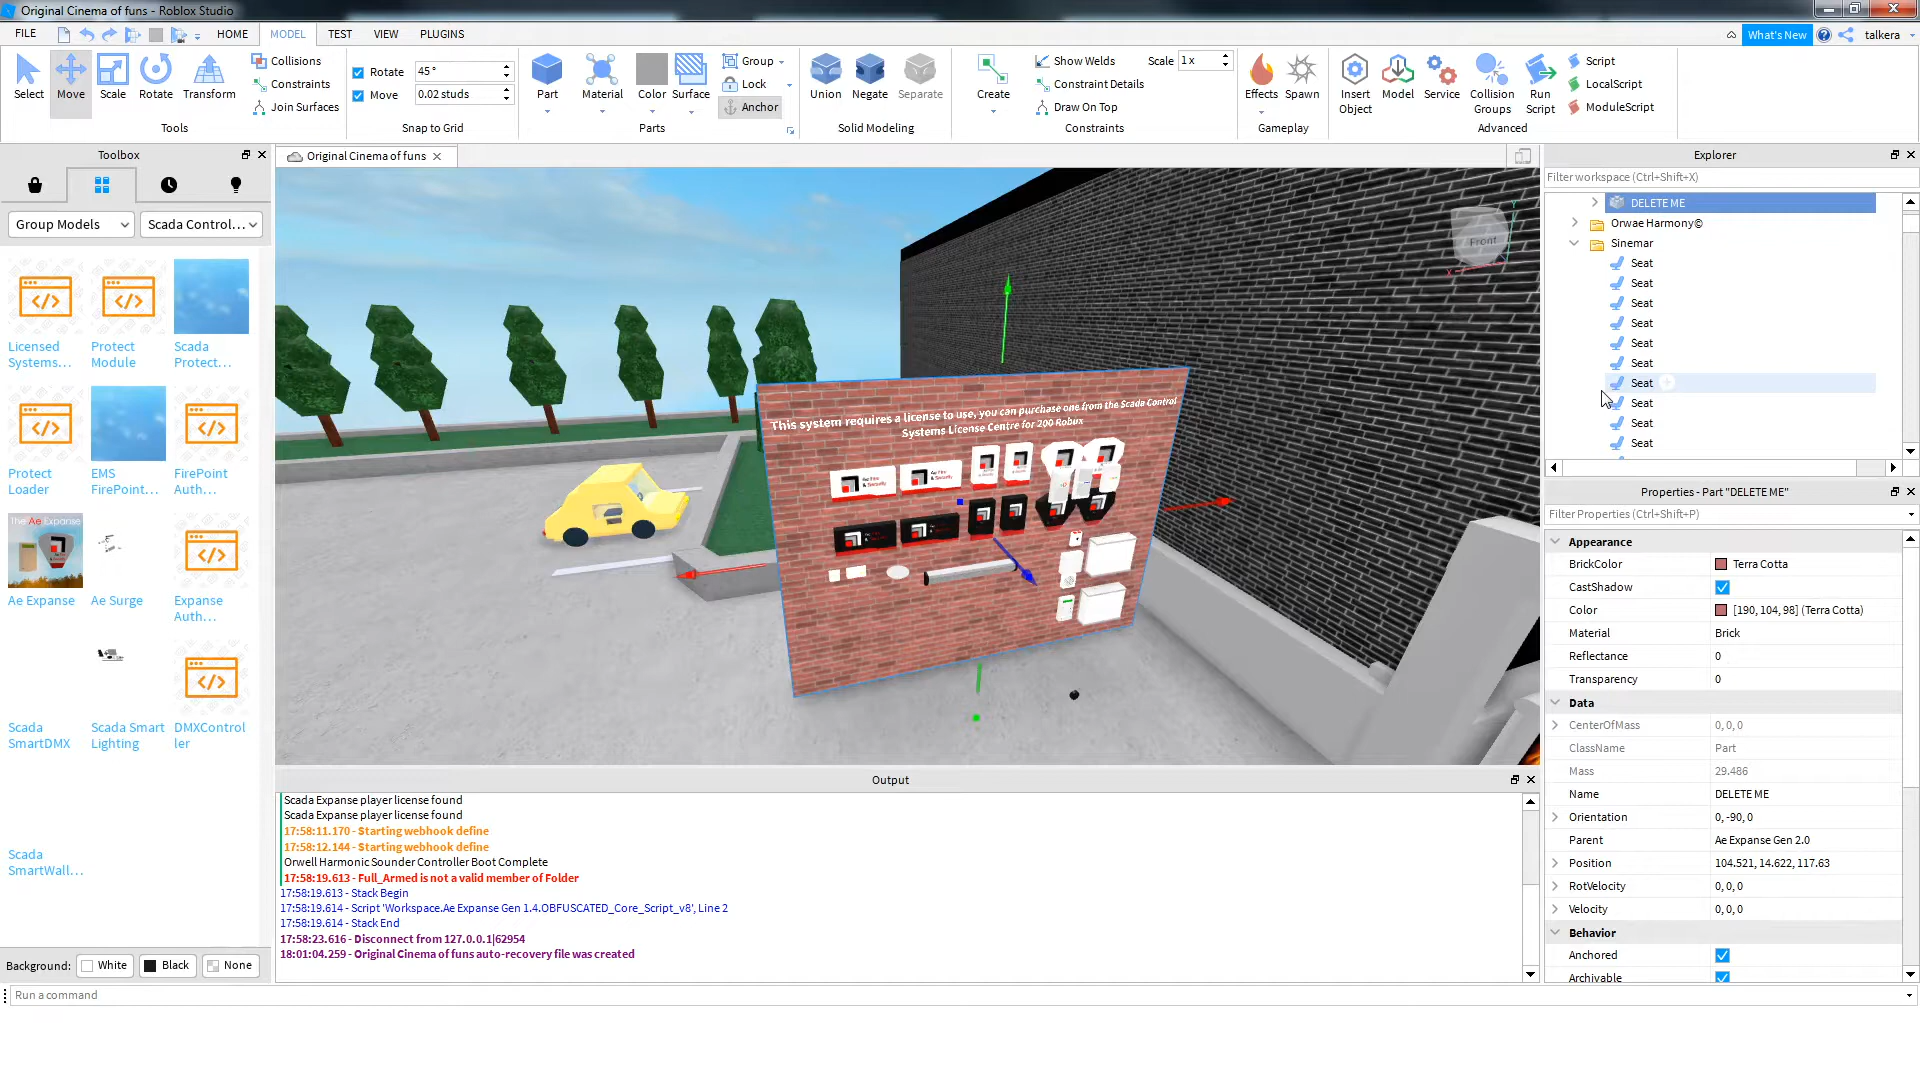 Original Cinema of funs - Roblox Studio
FILE
HOME
MODEL
TEST
VIEW
PLUGINS
What's New
talkera
Select
Move
Scale
Rotate
Transform
Collisions
Constraints
Join Surfaces
Tools
Rotate
45°
Move
0.02 studs
Snap to Grid
Part
Material
Color
Surface
Group
Lock
Anchor
Parts
Union
Negate
Separate
Solid Modeling
Create
Show Welds
Constraint Details
Draw On Top
Scale
1x
Constraints
Effects
Spawn
Gameplay
Insert
Object
Model
Service
Collision
Groups
Run
Script
Script
LocalScript
ModuleScript
Advanced
Toolbox
Group Models
Scada Control...
Licensed
Systems...
Protect
Module
Scada
Protect...
Protect
Loader
EMS
FirePoint...
FirePoint
Auth...
The Ae Expanse
Ae Expanse
Ae Surge
Expanse
Auth...
Scada
SmartDMX
Scada Smart
Lighting
DMXControl
ler
Scada
SmartWall...
Background:
White
Black
None
Original Cinema of funs
Front
Y
X
This system requires a license to use, you can purchase one from the Scada Control
Systems License Centre for 200 Robux
Output
Scada Expanse player license found
Scada Expanse player license found
17:58:11.170 - Starting webhook define
17:58:12.144 - Starting webhook define
Orwell Harmonic Sounder Controller Boot Complete
17:58:19.613 - Full_Armed is not a valid member of Folder
17:58:19.613 - Stack Begin
17:58:19.614 - Script 'Workspace.Ae Expanse Gen 1.4.OBFUSCATED_Core_Script_v8', Line 2
17:58:19.614 - Stack End
17:58:23.616 - Disconnect from 127.0.0.1|62954
18:01:04.259 - Original Cinema of funs auto-recovery file was created
Run a command
Explorer
Filter workspace (Ctrl+Shift+X)
DELETE ME
Orwae Harmony©
Sinemar
Seat
Seat
Seat
Seat
Seat
Seat
Seat
Seat
Seat
Seat
Properties - Part "DELETE ME"
Filter Properties (Ctrl+Shift+P)
Appearance
BrickColor
Terra Cotta
CastShadow
Color
[190, 104, 98] (Terra Cotta)
Material
Brick
Reflectance
0
Transparency
0
Data
CenterOfMass
0, 0, 0
ClassName
Part
Mass
29.486
Name
DELETE ME
Orientation
0, -90, 0
Parent
Ae Expanse Gen 2.0
Position
104.521, 14.622, 117.63
RotVelocity
0, 0, 0
Velocity
0, 0, 0
Behavior
Anchored
Archivable